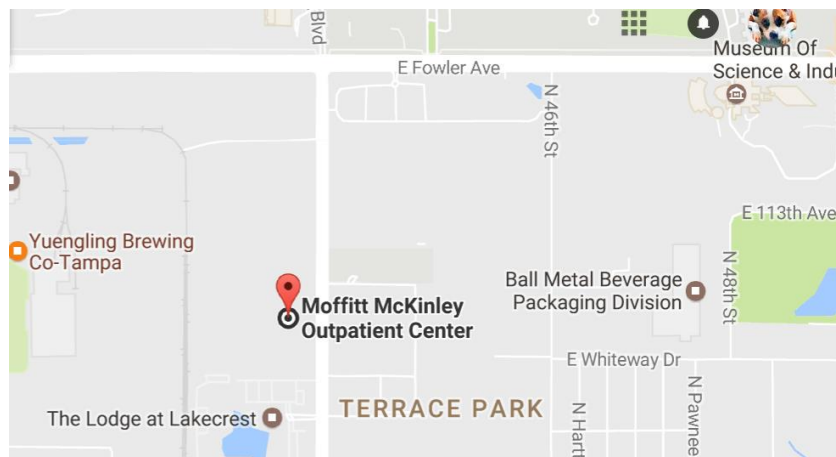 Blvd
E Fowler Ave
Museum Of
Science & Indu
N 46th St
E 113th Ave
Yuengling Brewing
Co-Tampa
N 48th St
Ball Metal Beverage
Packaging Division
Moffitt McKinley
Outpatient Center
E Whiteway Dr
The Lodge at Lakecrest
TERRACE PARK
N Hartt
N Pawnee